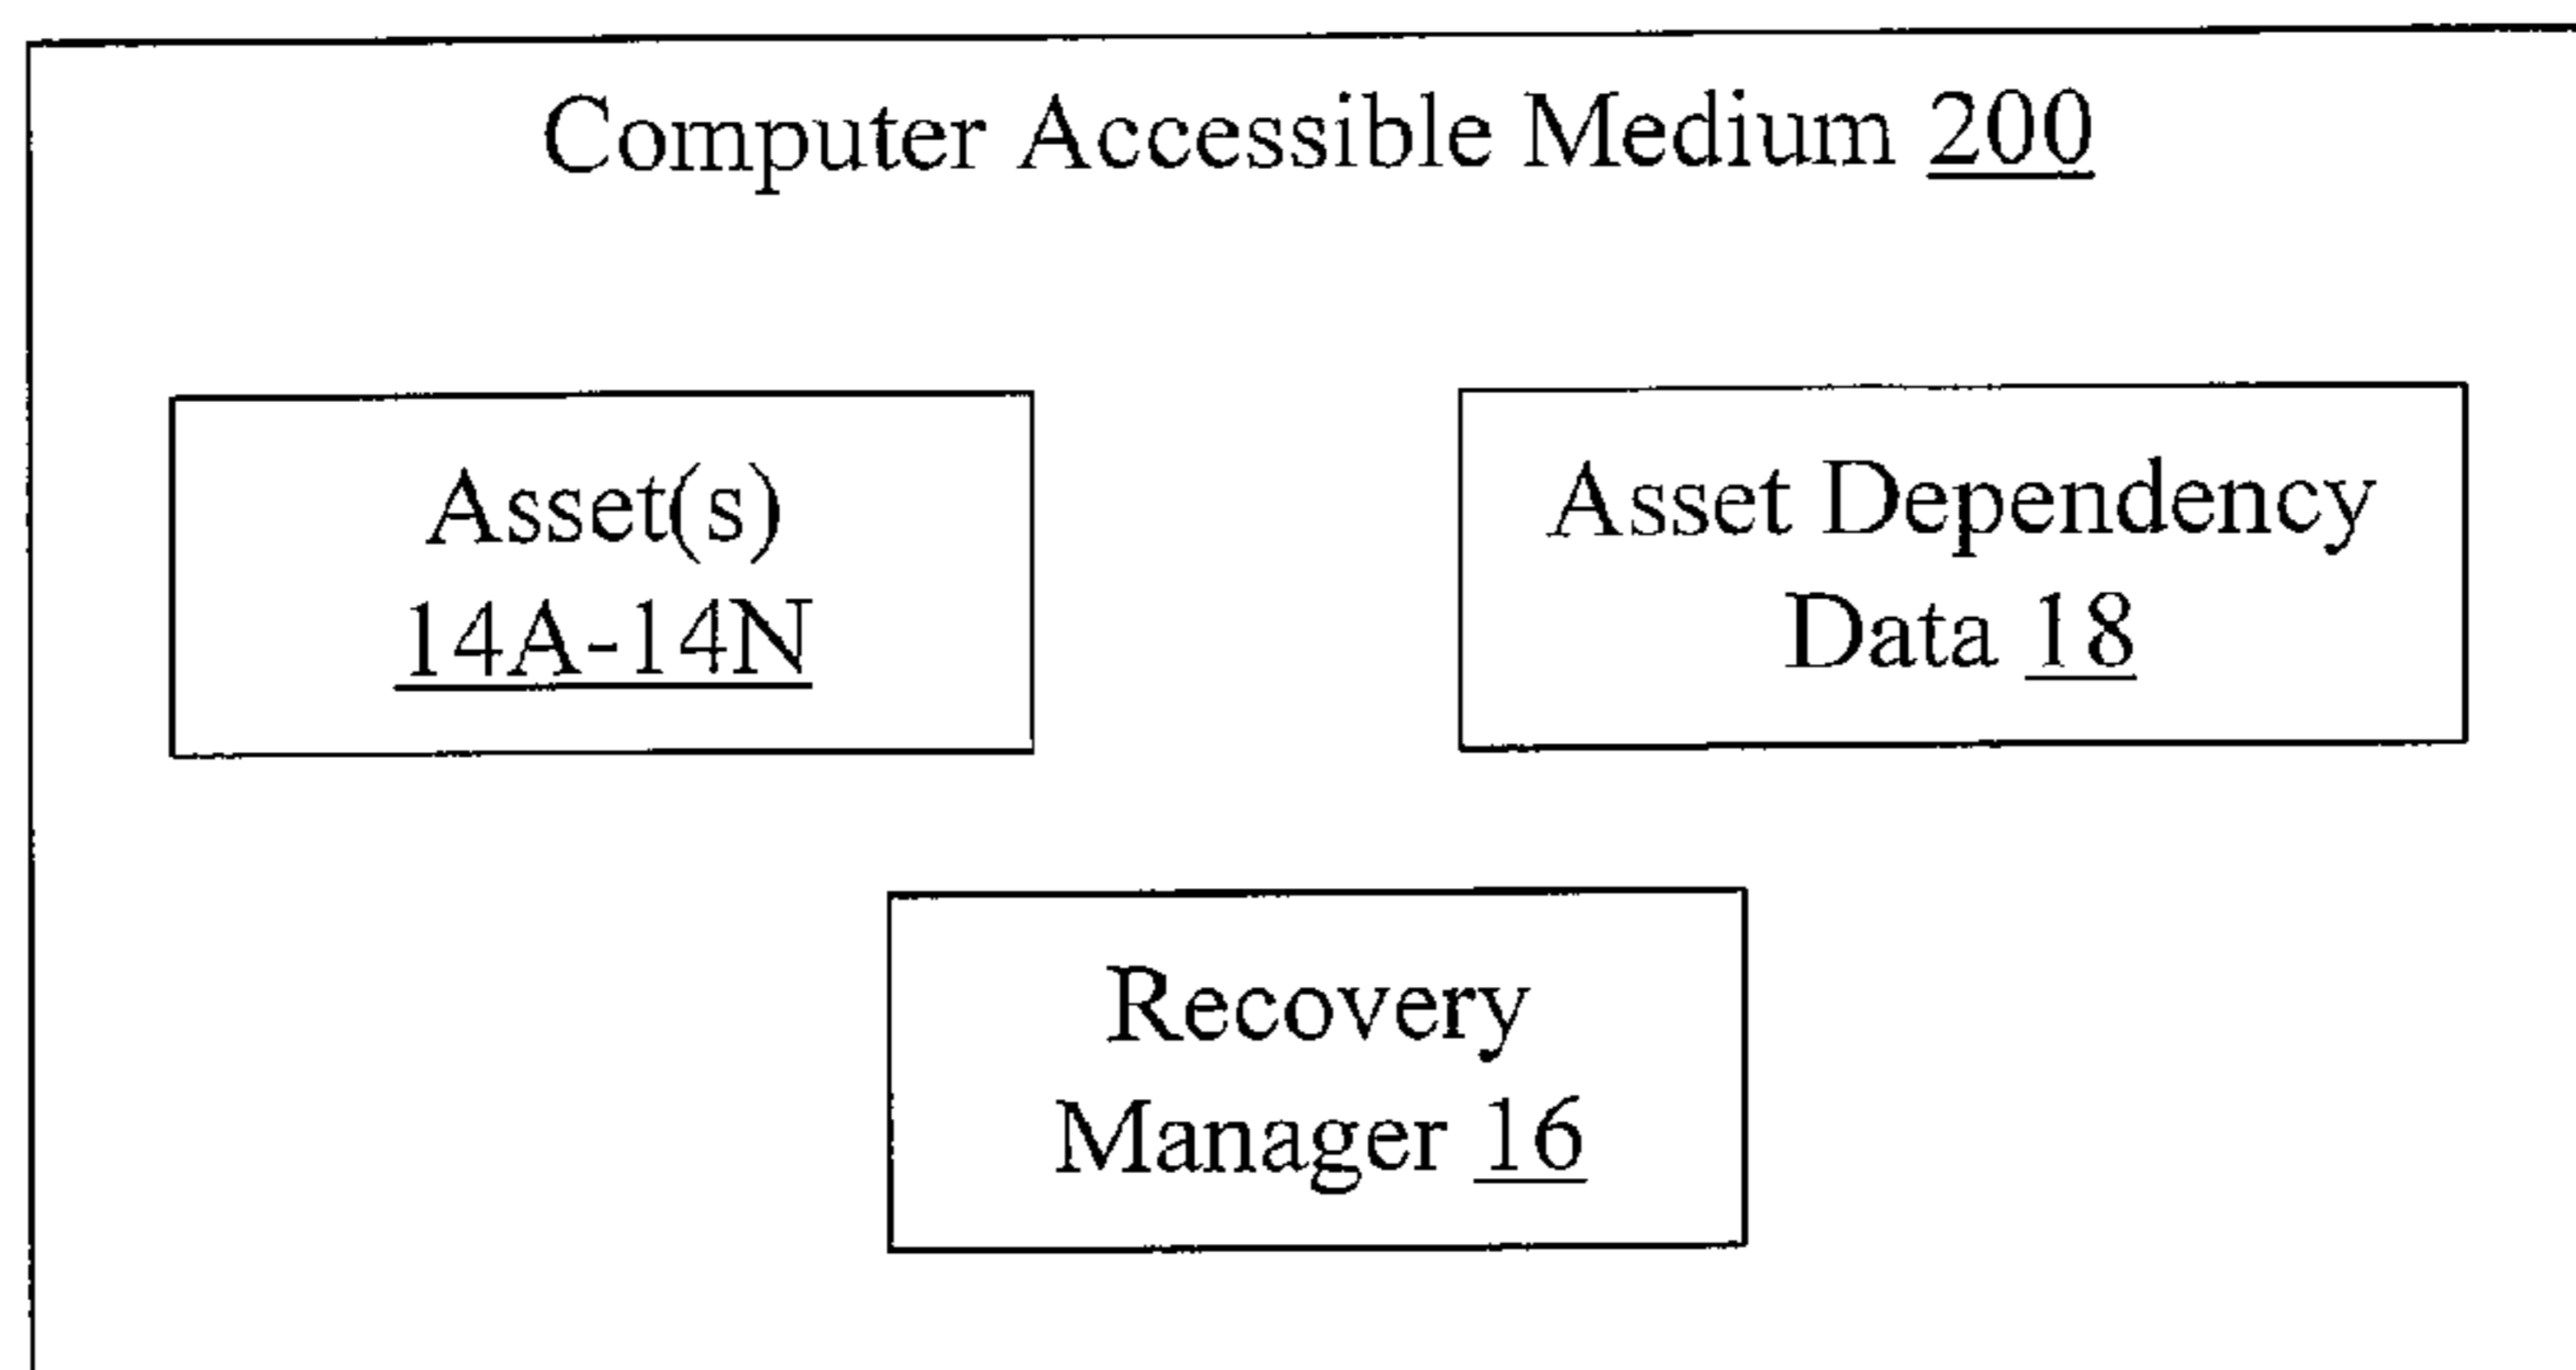 Computer Accessible Medium 200
Asset(s)
14A-14N
Asset Dependency
Data 18
Recovery
Manager 16